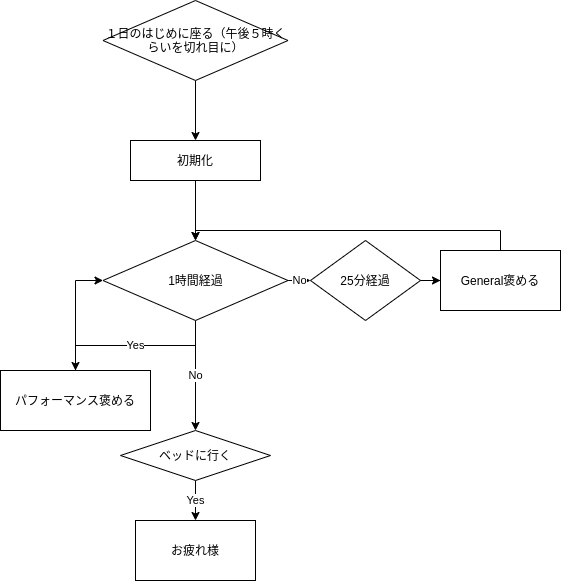 １日のはじめに座る（午後５時く
らいを切れ目に）
初期化
1時間経過
No
25分経過
General褒める
Yes
パフォーマンス褒める
No
ベッドに行く
Yes
お疲れ様